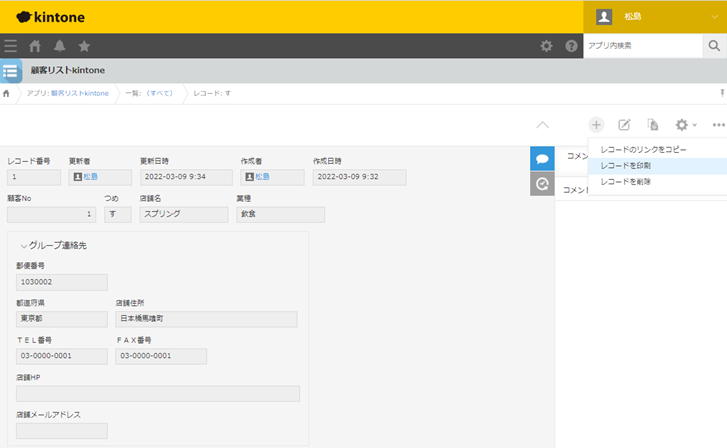 kintone
松島
アプリ内検索
顧客リストkintone
アプリ: 顧客リストkintone 一覧: (すべて) レコード: す
レコードのリンクをコピー
レコードを印刷
レコードを削除
コメン
コメント
レコード番号 更新者 更新日時 作成者 作成日時
1 松島 2022-03-09 9:34 松島 2022-03-09 9:32
顧客No つめ 店舗名 業種
1 す スプリング 飲食
グループ連絡先
郵便番号
1030002
都道府県 店舗住所
東京都 日本橋馬喰町
ＴＥＬ番号 ＦＡＸ番号
03-0000-0001 03-0000-0001
店舗HP
店舗メールアドレス